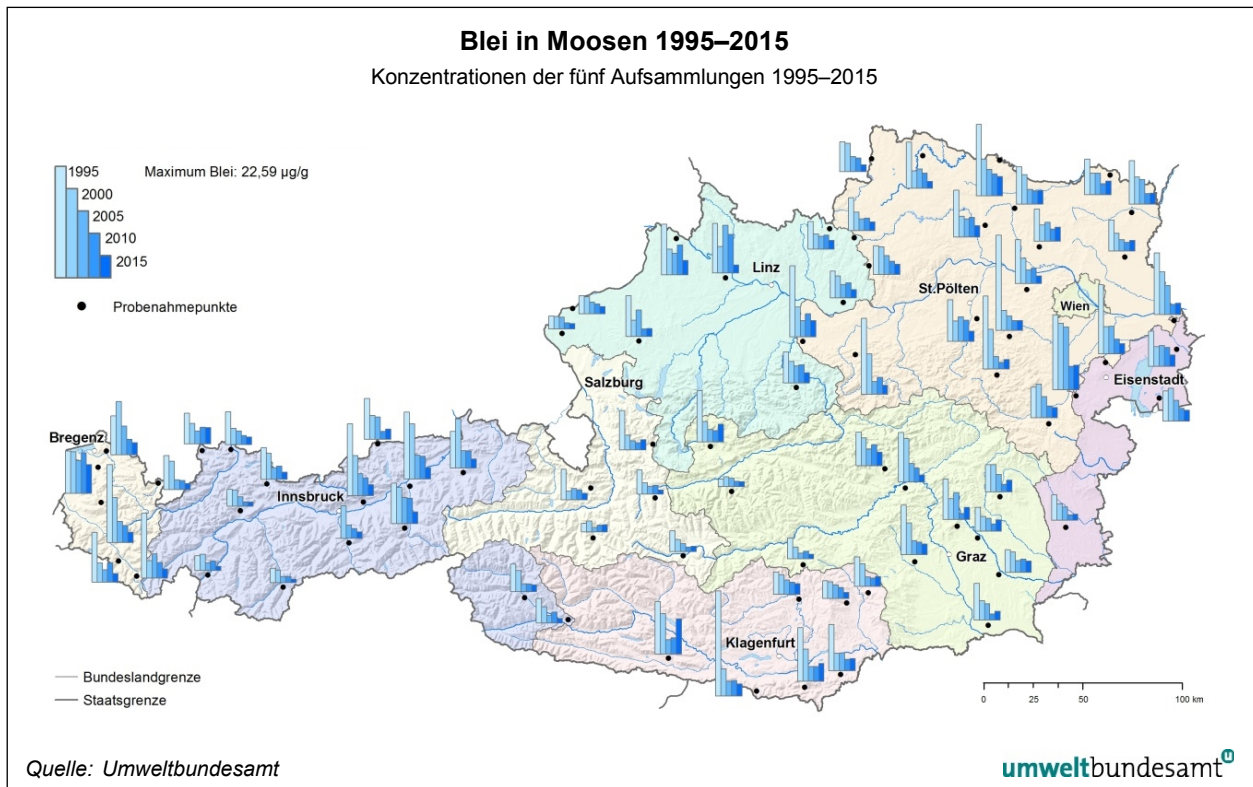 Blei in Moosen 1995–2015
Konzentrationen der fünf Aufsammlungen 1995–2015
1995
Maximum Blei: 22,59 µg/g
2000
2005
2010
2015
Probenahmepunkte
Linz
St.Pölten
Wien
Salzburg
Eisenstadt
Bregenz
Innsbruck
Graz
Klagenfurt
Bundeslandgrenze
Staatsgrenze
0 25 50 100 km
Quelle: Umweltbundesamt
umweltbundesamt u